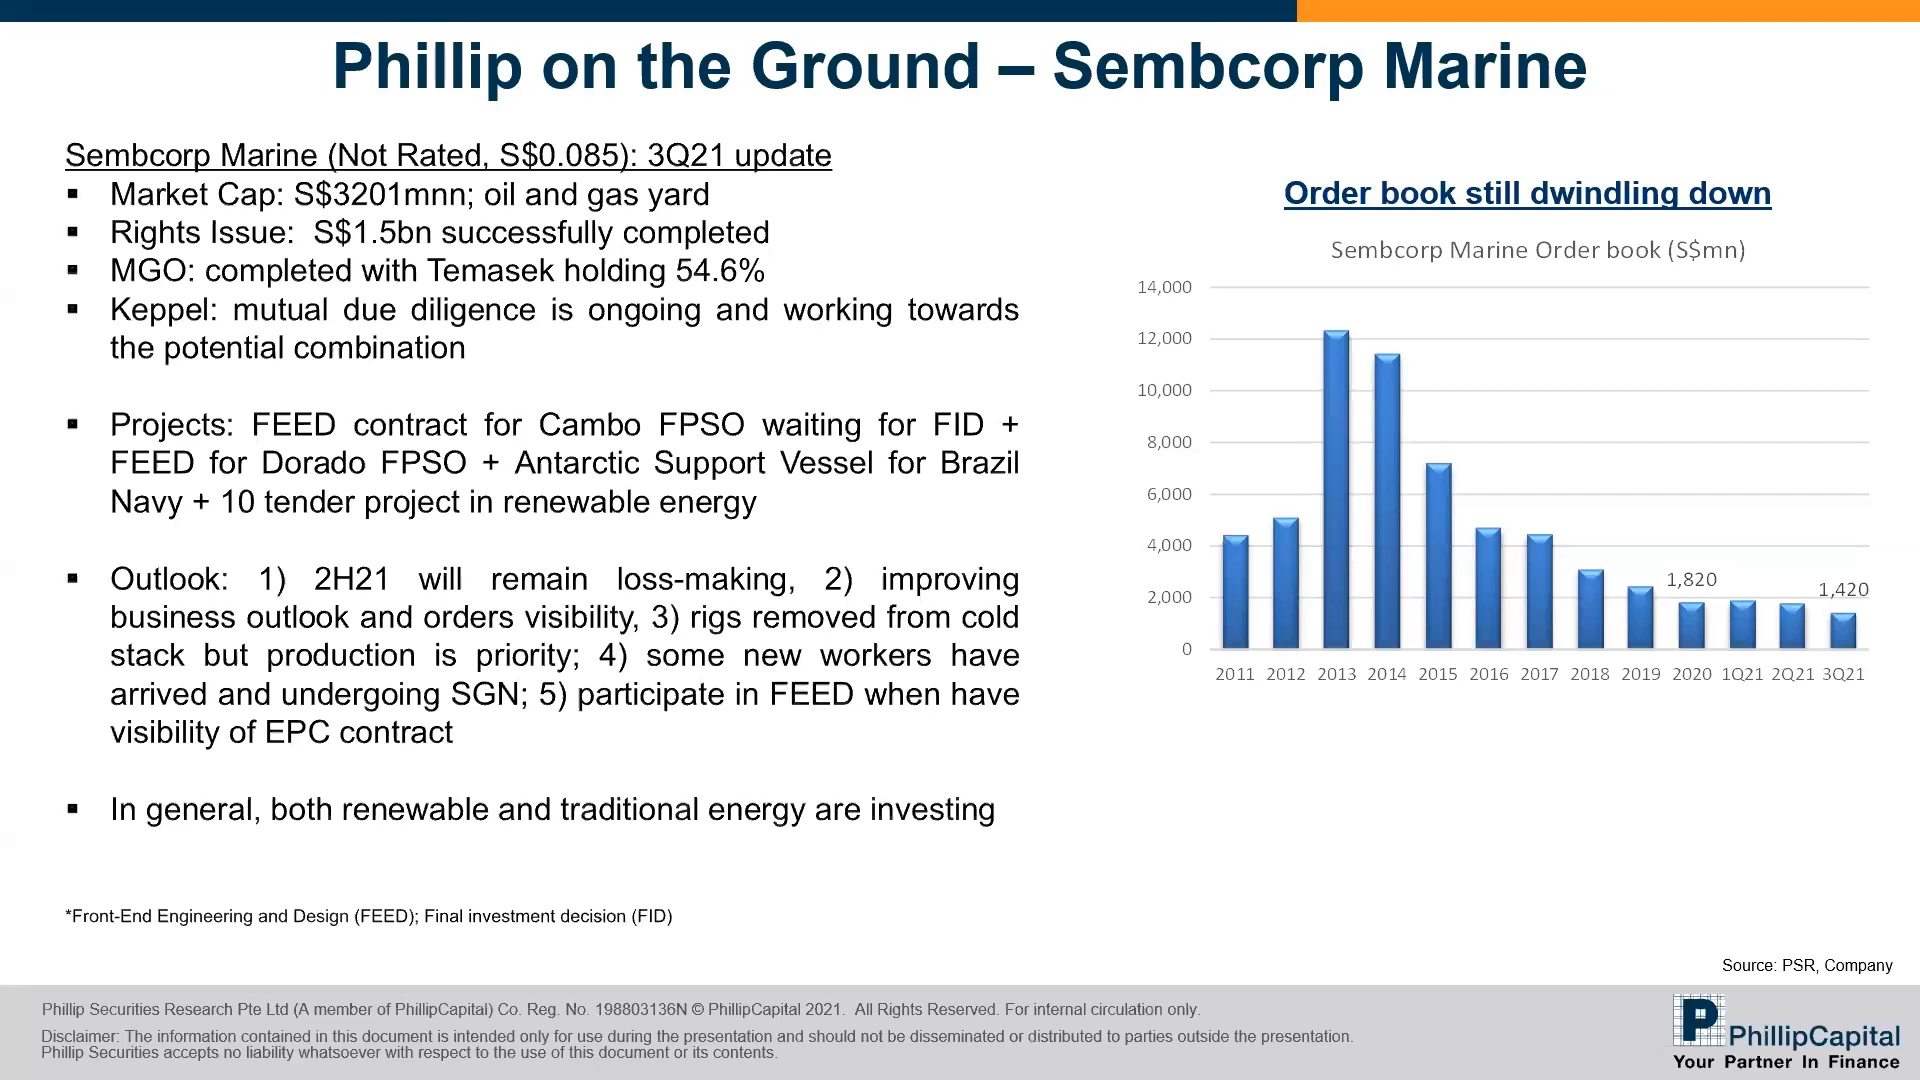 Phillip on the Ground – Sembcorp Marine
Sembcorp Marine (Not Rated, S$0.085): 3Q21 update
▪ Market Cap: S$3201mnn; oil and gas yard
▪ Rights Issue:  S$1.5bn successfully completed
▪ MGO: completed with Temasek holding 54.6%
▪ Keppel: mutual due diligence is ongoing and working towards
the potential combination
▪ Projects: FEED contract for Cambo FPSO waiting for FID +
FEED for Dorado FPSO + Antarctic Support Vessel for Brazil
Navy + 10 tender project in renewable energy
▪ Outlook: 1) 2H21 will remain loss-making, 2) improving
business outlook and orders visibility, 3) rigs removed from cold
stack but production is priority; 4) some new workers have
arrived and undergoing SGN; 5) participate in FEED when have
visibility of EPC contract
▪ In general, both renewable and traditional energy are investing
*Front-End Engineering and Design (FEED); Final investment decision (FID)
Order book still dwindling down
Sembcorp Marine Order book (S$mn)
14,000
12,000
10,000
8,000
6,000
4,000
2,000
0
1,820
1,420
2011 2012 2013 2014 2015 2016 2017 2018 2019 2020 1Q21 2Q21 3Q21
Source: PSR, Company
Phillip Securities Research Pte Ltd (A member of PhillipCapital) Co. Reg. No. 198803136N © PhillipCapital 2021.  All Rights Reserved. For internal circulation only.
Disclaimer: The information contained in this document is intended only for use during the presentation and should not be disseminated or distributed to parties outside the presentation.
Phillip Securities accepts no liability whatsoever with respect to the use of this document or its contents.
P
PhillipCapital
Your Partner In Finance